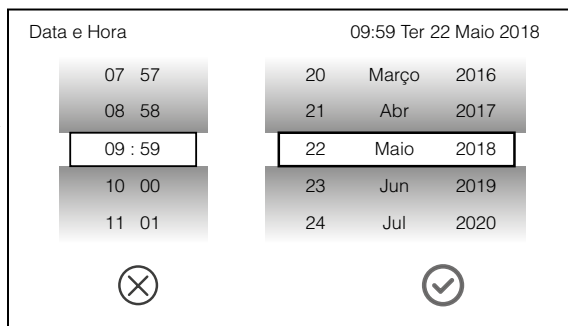 Data e Hora 09:59 Ter 22 Maio 2018
07 57 20 Março 2016
08 58 21 Abr 2017
09 : 59 22 Maio 2018
10 00 23 Jun 2019
11 01 24 Jul 2020